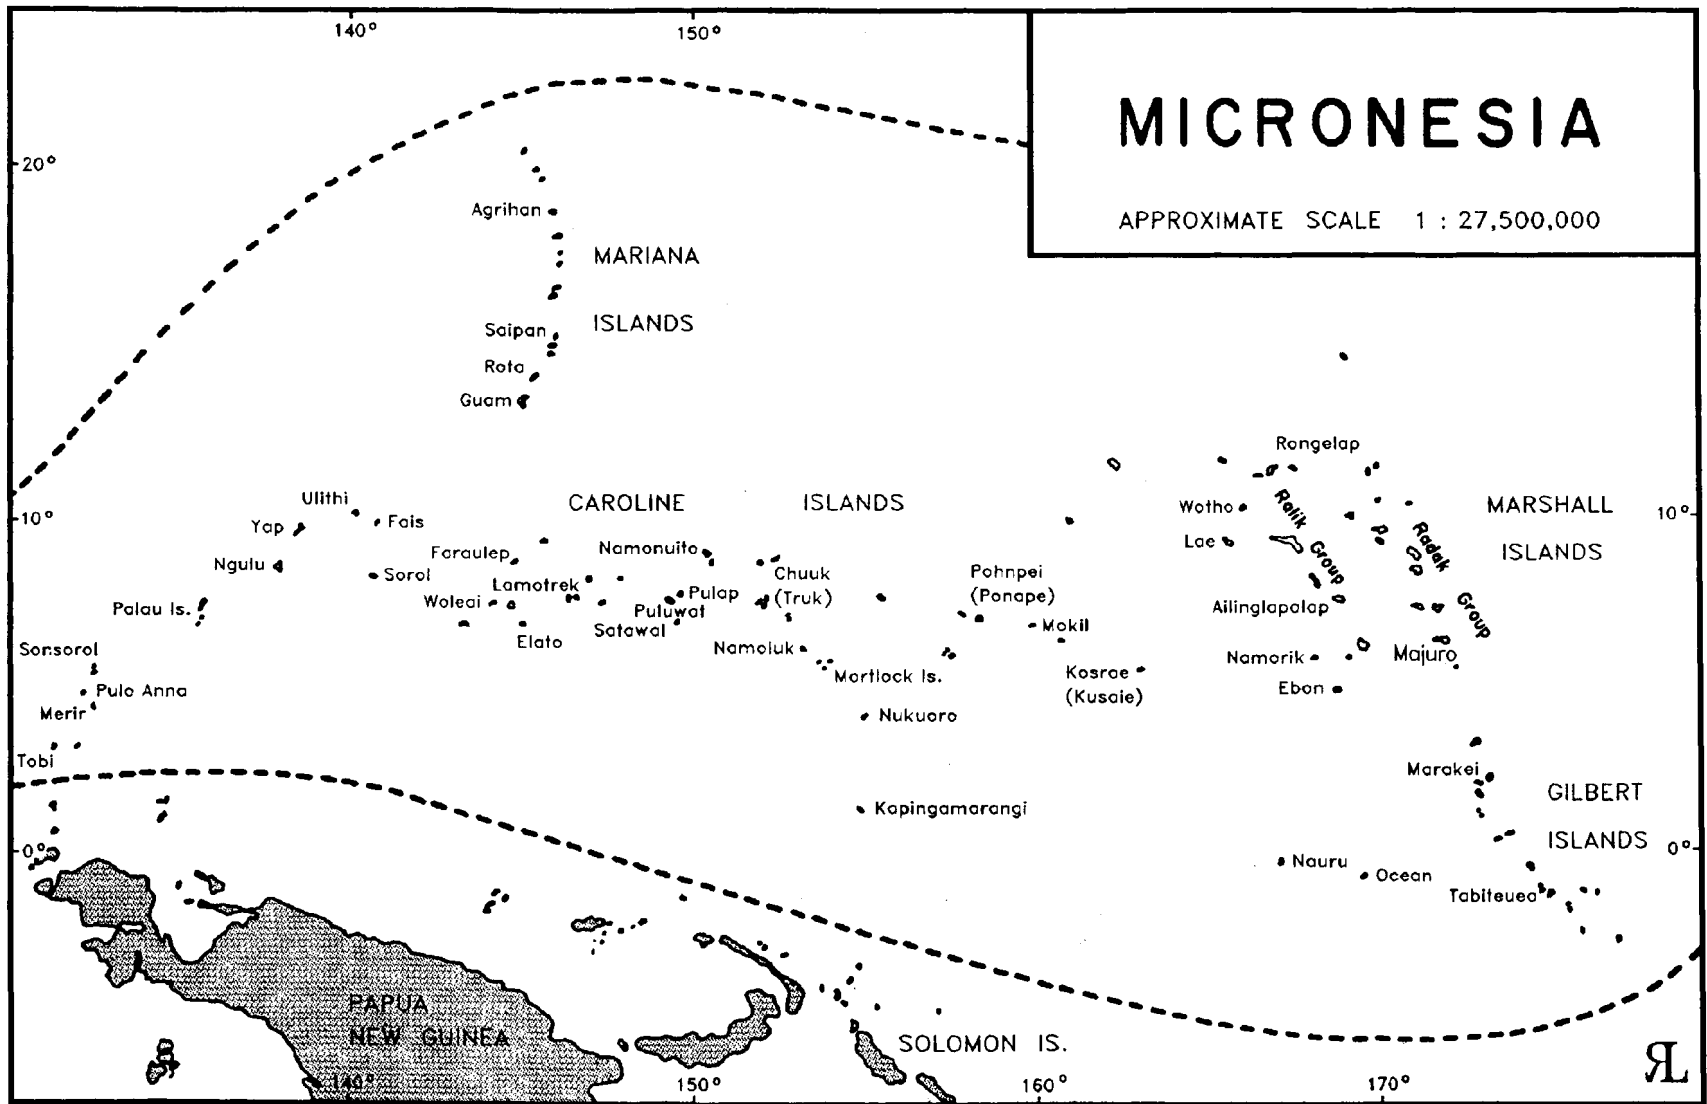 140°
150°
MICRONESIA
APPROXIMATE SCALE 1 : 27,500,000
20°
Agrihan
MARIANA
ISLANDS
Saipan
Rota
Guam
Rongelap
Ulithi
CAROLINE ISLANDS
Wotho
Ralik Group
MARSHALL
ISLANDS
10°
10°
Yap
Fais
Radak Group
Ngulu
Faraulep
Namonuito
Lae
Sorol
Lamotrek
Chuuk
(Truk)
Pohnpei
(Ponape)
Palau Is.
Woleai
Pulap
Puluwat
Ailinglapalap
Elato
Satawal
Mokil
Sonsorol
Namoluk
Namorik
Majuro
Pulo Anna
Mortlock Is.
Kosrae
(Kusaie)
Ebon
Merir
Nukuoro
Tobi
Marakei
GILBERT
ISLANDS
Kapingamarangi
0°
0°
Nauru
Ocean
Tabiteuea
PAPUA
NEW GUINEA
SOLOMON IS.
140°
150°
160°
170°